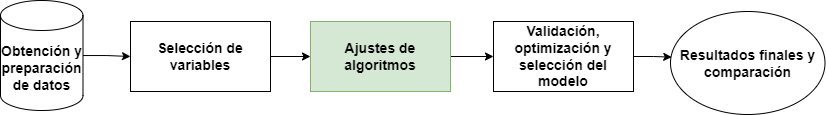 Obtención y
preparación
de datos
Selección de
variables
Ajustes de
algoritmos
Validación,
optimización y
selección del
modelo
Resultados finales y
comparación